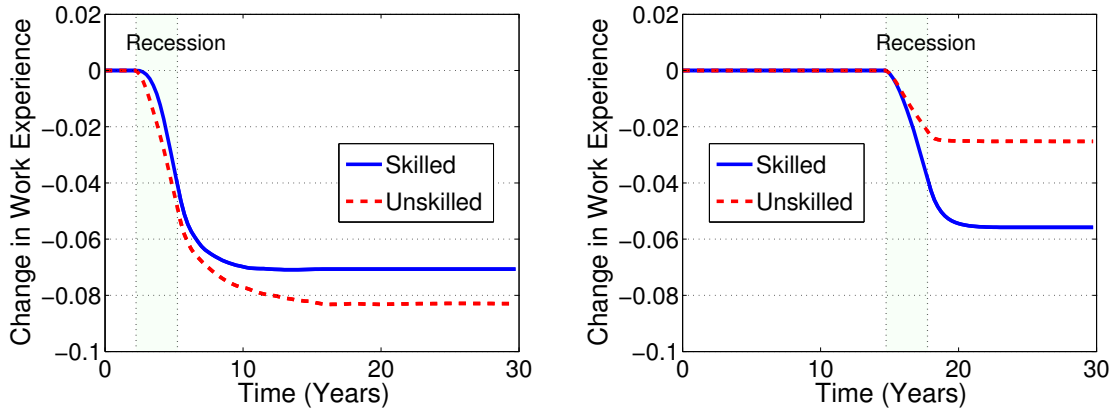 0.02
0
−0.02
−0.04
−0.06
−0.08
−0.1
Change in Work Experience
Recession
Skilled
Unskilled
0
10
20
30
Time (Years)
0.02
0
−0.02
−0.04
−0.06
−0.08
−0.1
Change in Work Experience
Recession
Skilled
Unskilled
0
10
20
30
Time (Years)